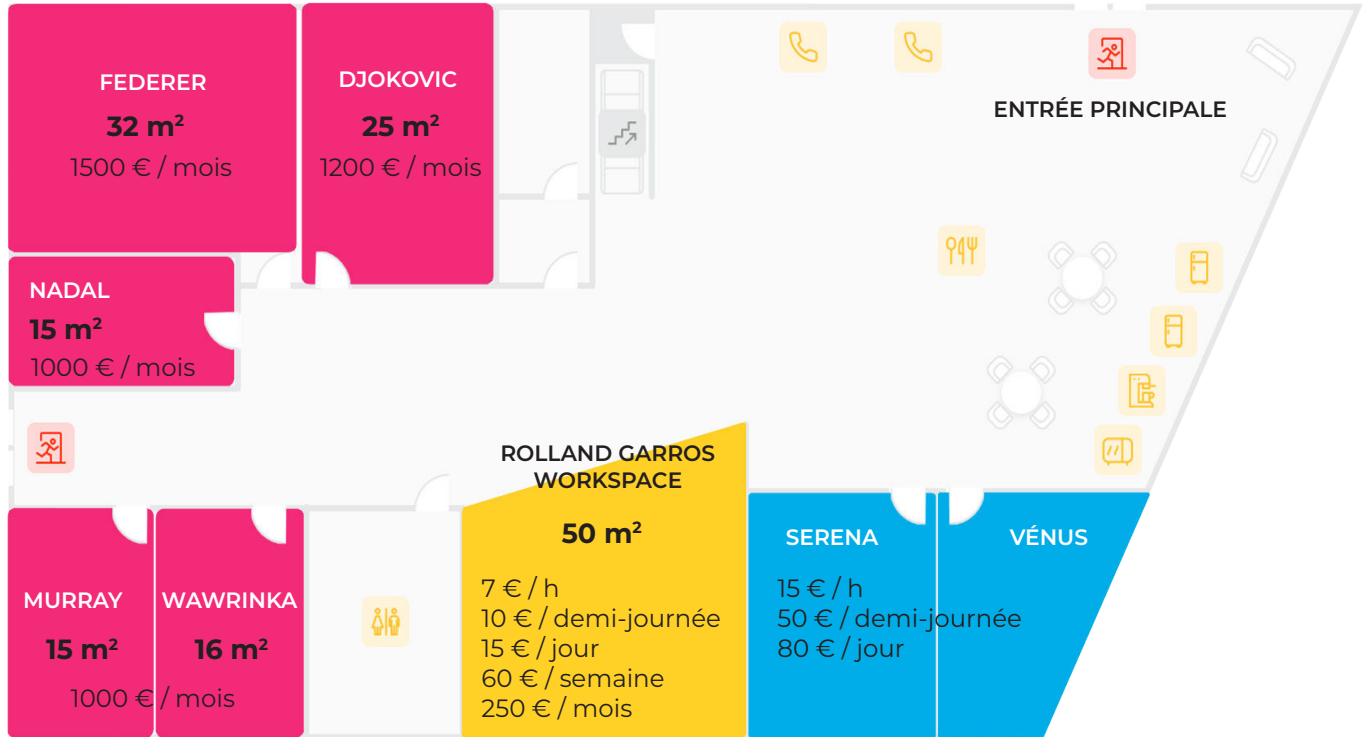 FEDERER
32 m²
1500 € / mois
DJOKOVIC
25 m²
1200 € / mois
ENTRÉE PRINCIPALE
NADAL
15 m²
1000 € / mois
ROLLAND GARROS
WORKSPACE
50 m²
7 € / h
10 € / demi-journée
15 € / jour
60 € / semaine
250 € / mois
SERENA
VÉNUS
15 € / h
50 € / demi-journée
80 € / jour
MURRAY
15 m²
WAWRINKA
16 m²
1000 € / mois